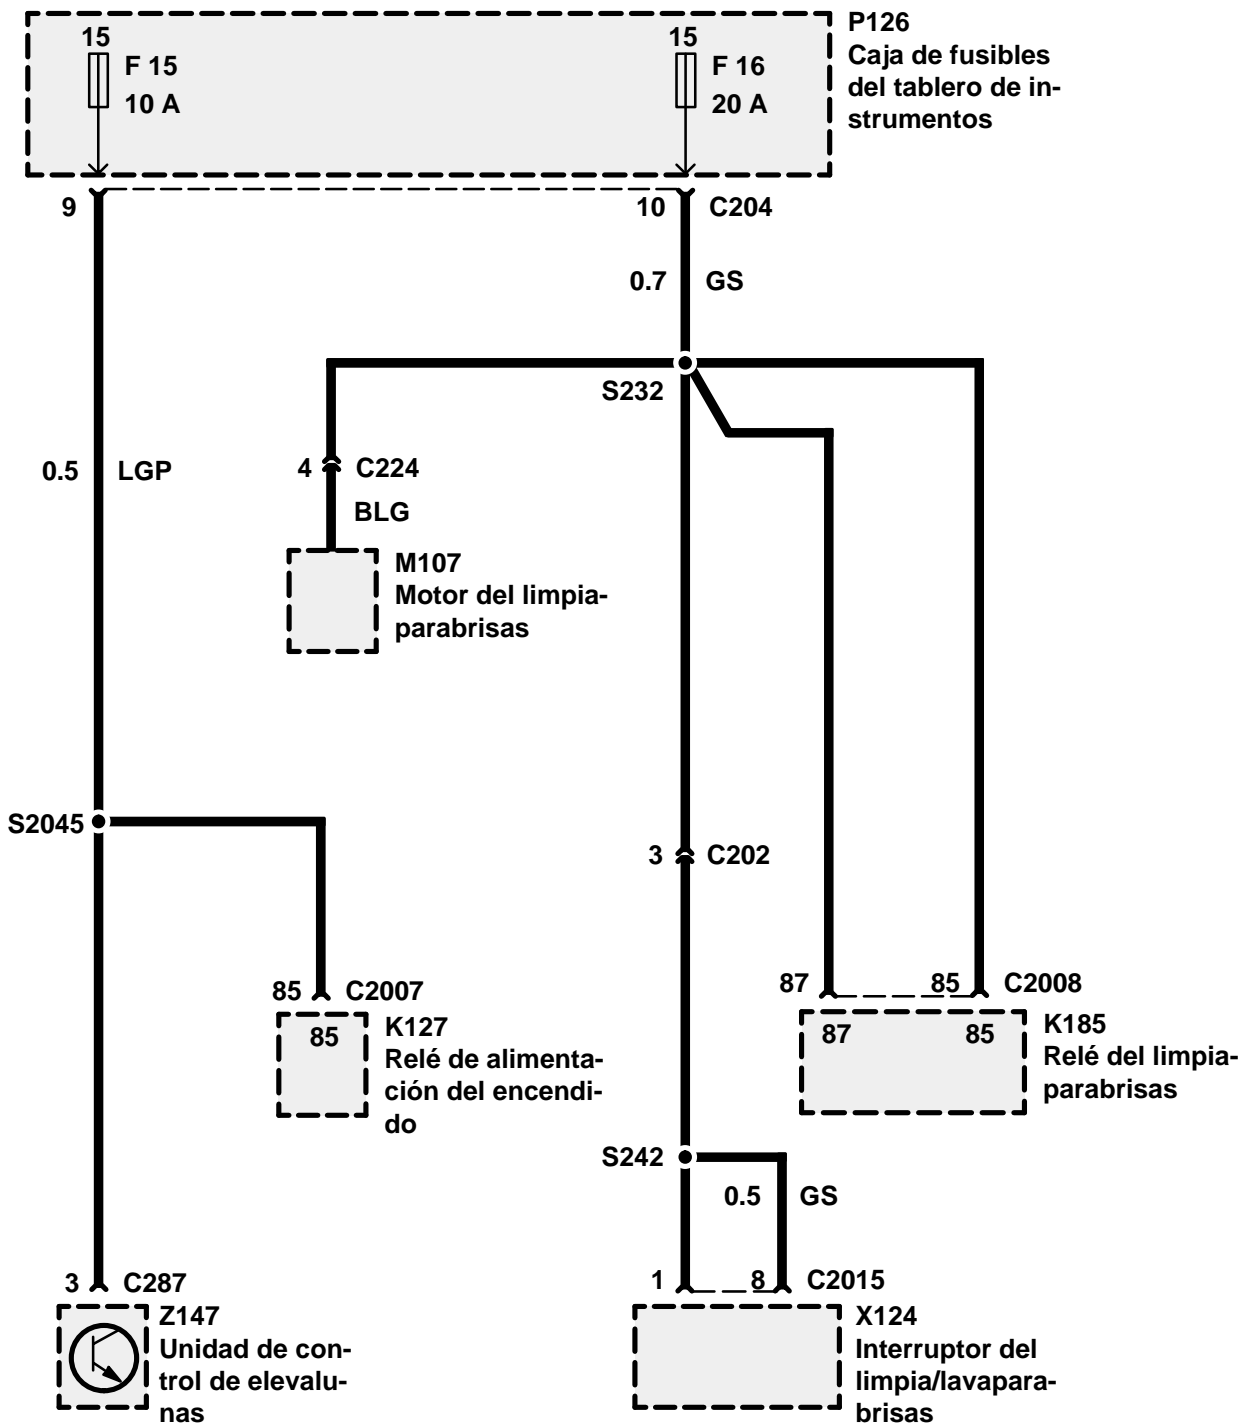 15
F 15
10 A
15
F 16
20 A
P126
Caja de fusibles
del tablero de in-
strumentos
9
10
C204
0.7
GS
S232
0.5
LGP
4
C224
BLG
M107
Motor del limpia-
parabrisas
S2045
3
C202
85
C2007
85
K127
Relé de alimenta-
ción del encendi-
do
87
85
C2008
87
85
K185
Relé del limpia-
parabrisas
S242
0.5
GS
3
C287
Z147
Unidad de con-
trol de elevalu-
nas
1
8
C2015
X124
Interruptor del
limpia/lavapara-
brisas